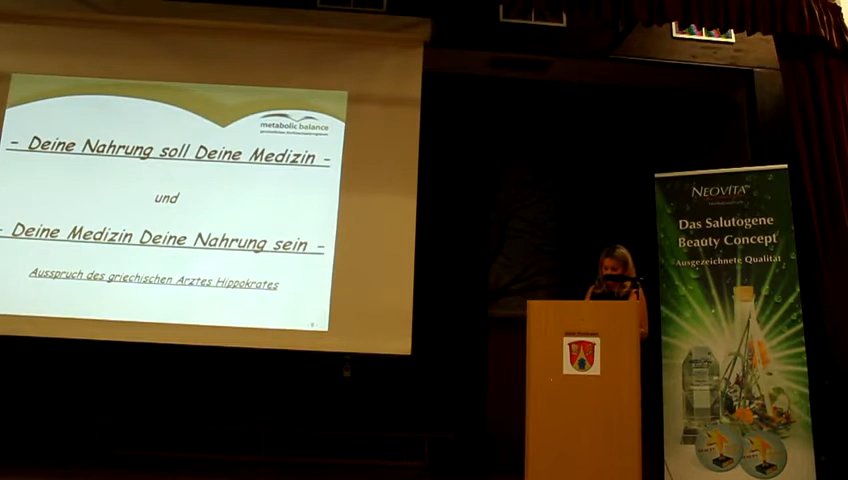 metabolic balance
- Deine Nahrung soll Deine Medizin -
und
- Deine Medizin Deine Nahrung sein -
Ausspruch des griechischen Arztes Hippokrates
- 8 -
NEOVITA
Das Salutogene
Beauty Concept
Ausgezeichnete Qualität